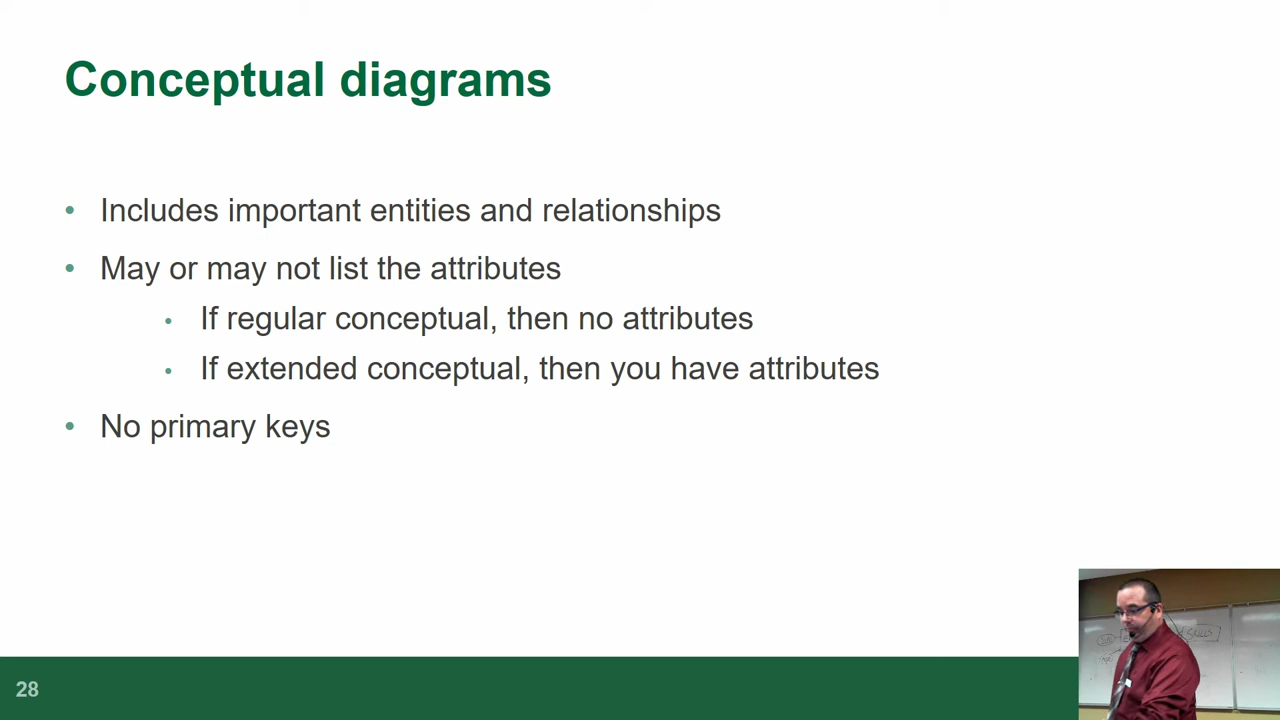 Conceptual diagrams
• Includes important entities and relationships
• May or may not list the attributes
• If regular conceptual, then no attributes
• If extended conceptual, then you have attributes
• No primary keys
28